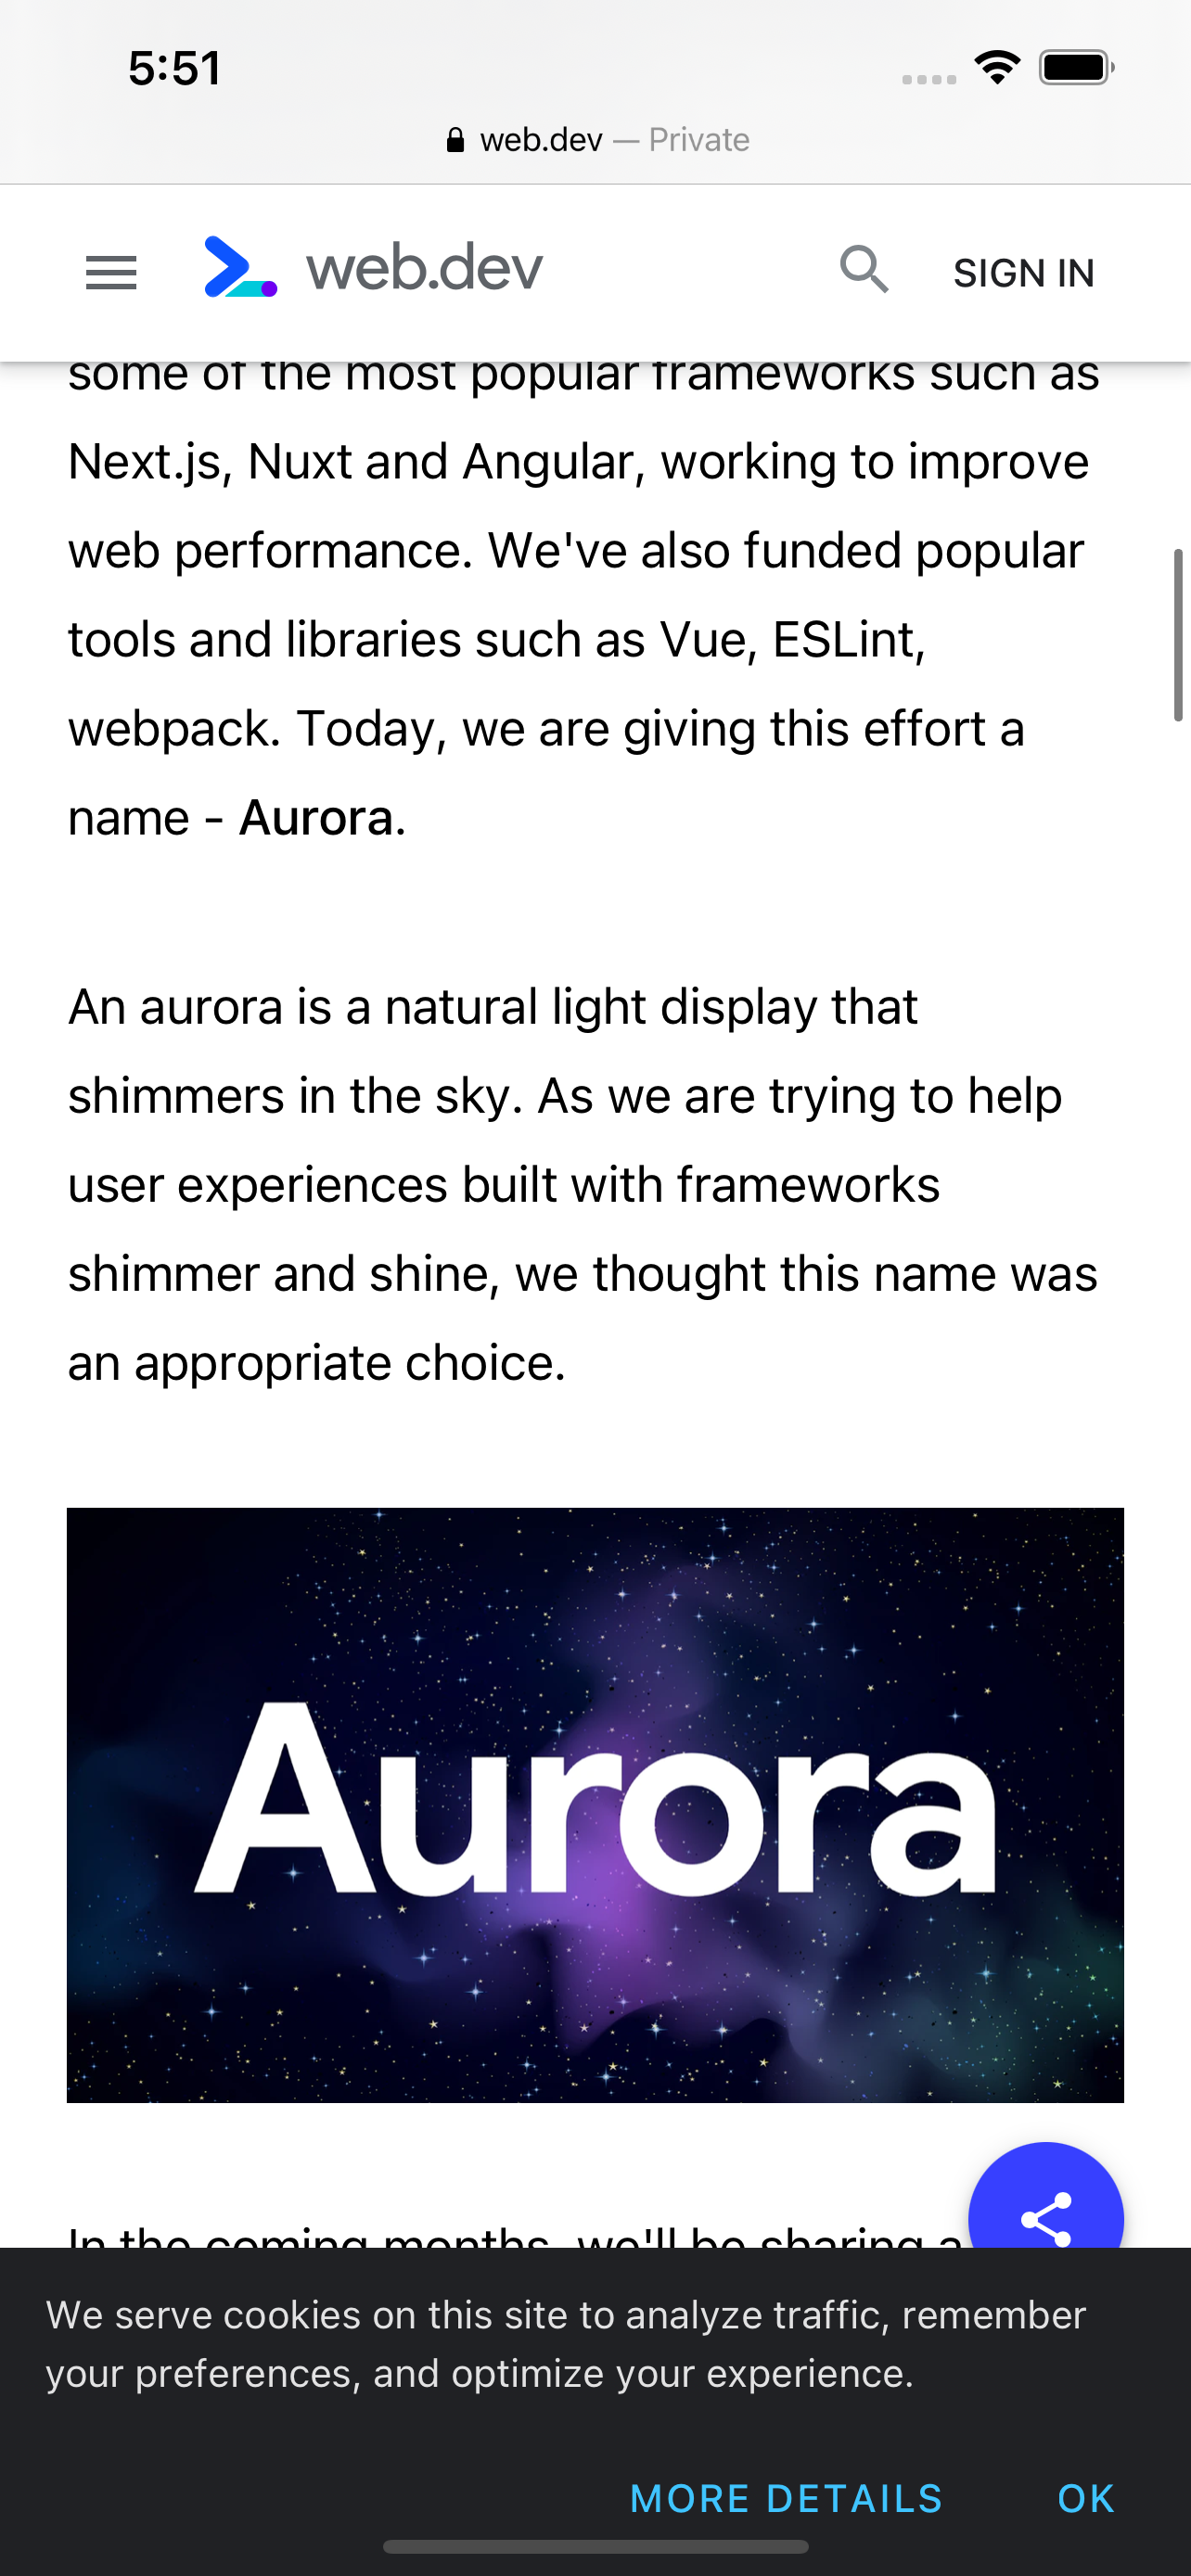 5:51
web.dev — Private
web.dev
SIGN IN
some of the most popular frameworks such as
Next.js, Nuxt and Angular, working to improve
web performance. We've also funded popular
tools and libraries such as Vue, ESLint,
webpack. Today, we are giving this effort a
name - Aurora.
An aurora is a natural light display that
shimmers in the sky. As we are trying to help
user experiences built with frameworks
shimmer and shine, we thought this name was
an appropriate choice.
Aurora
In the coming months, we'll be sharing a
We serve cookies on this site to analyze traffic, remember
your preferences, and optimize your experience.
MORE DETAILS
OK